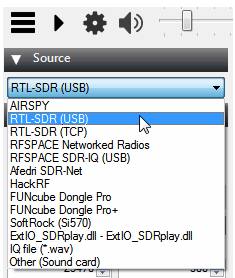 Source
RTL-SDR (USB)
AIRSPY
RTL-SDR (USB)
RTL-SDR (TCP)
RFSPACE Networked Radios
RFSPACE SDR-IQ (USB)
Afedri SDR-Net
HackRF
FUNcube Dongle Pro
FUNcube Dongle Pro+
SoftRock (Si570)
ExtIO_SDRplay.dll - ExtIO_SDRplay.dll
IQ file (*.wav)
Other (Sound card)